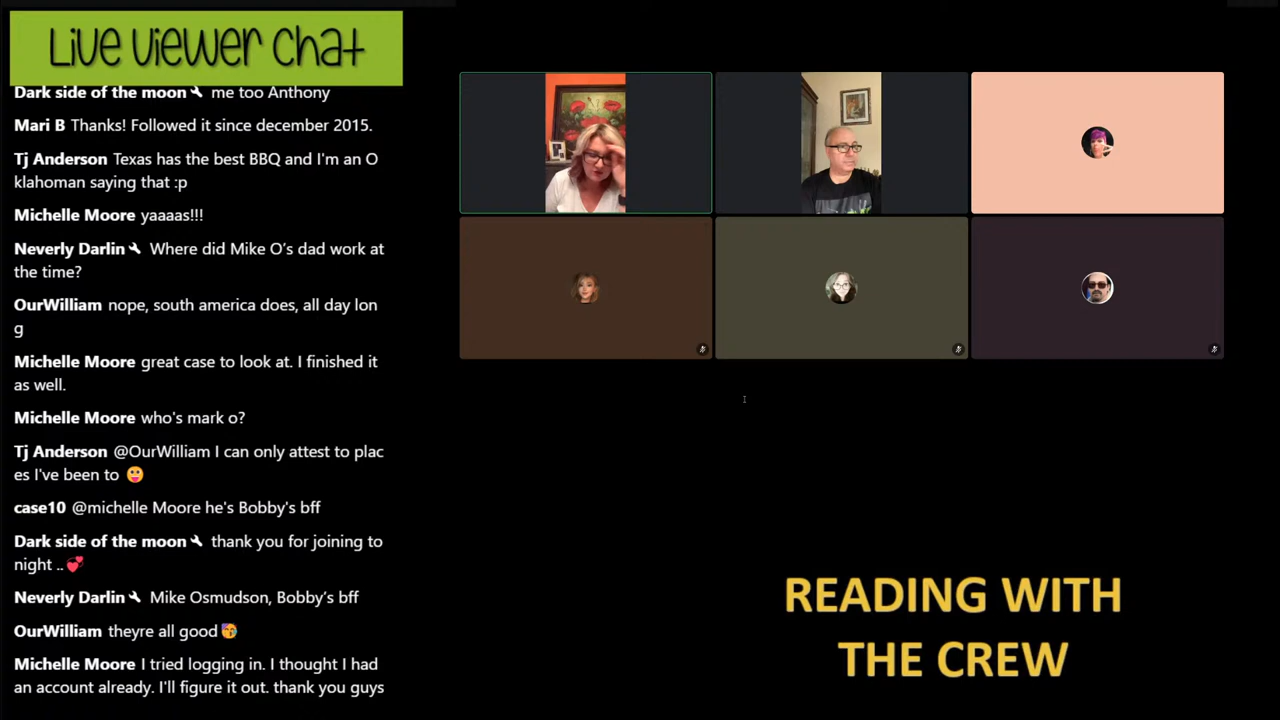 Live Viewer Chat
Dark side of the moon me too Anthony
Mari B Thanks! Followed it since december 2015.
Tj Anderson Texas has the best BBQ and I'm an O
klahoman saying that :p
Michelle Moore yaaaas!!!
Neverly Darlin Where did Mike O’s dad work at
the time?
OurWilliam nope, south america does, all day lon
g
Michelle Moore great case to look at. I finished it
as well.
Michelle Moore who's mark o?
Tj Anderson @OurWilliam I can only attest to plac
es I've been to 😛
case10 @michelle Moore he's Bobby's bff
Dark side of the moon thank you for joining to
night .. 💞
Neverly Darlin Mike Osmudson, Bobby’s bff
OurWilliam theyre all good 🥳
Michelle Moore I tried logging in. I thought I had
an account already. I'll figure it out. thank you guys
READING WITH
THE CREW